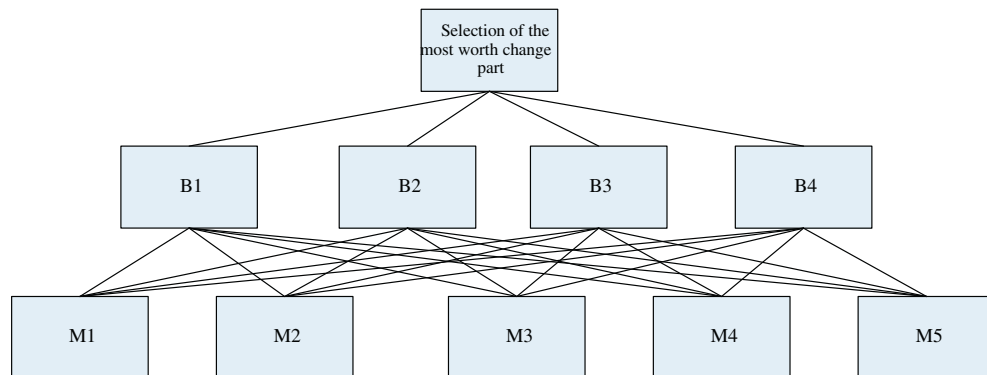 Selection of the
most worth change
part
B1
B2
B3
B4
M1
M2
M3
M4
M5